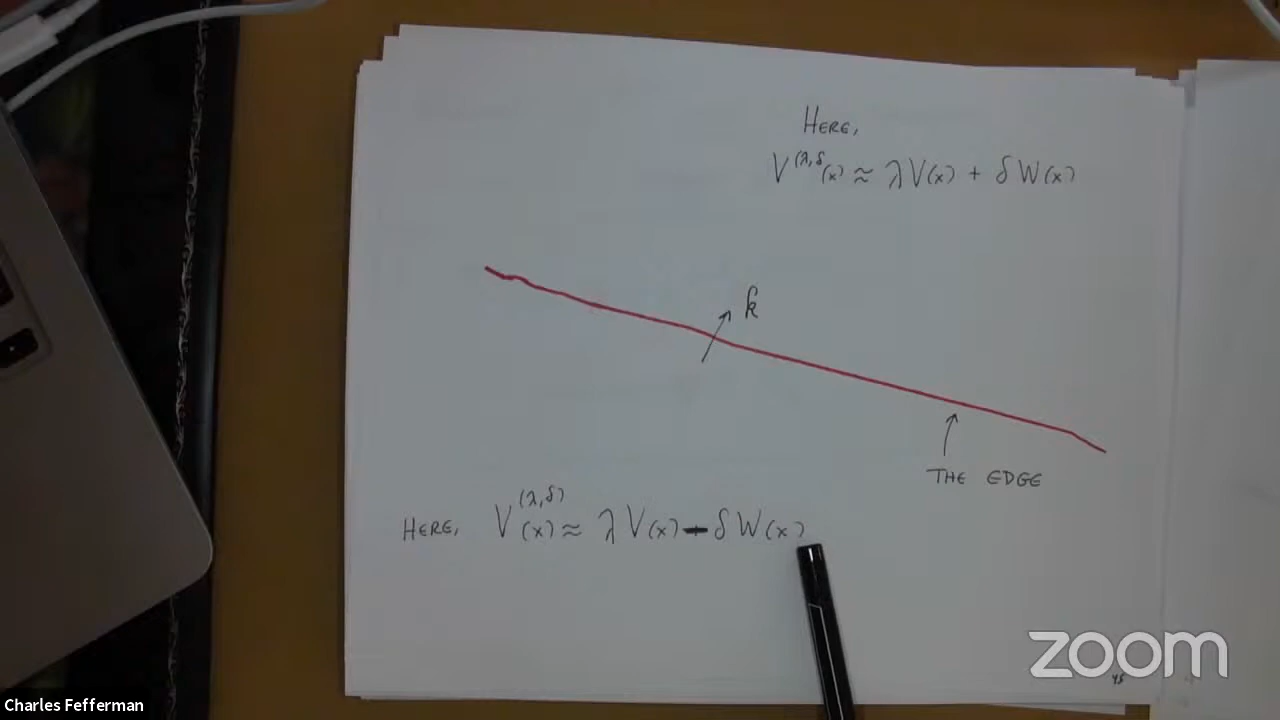 HERE,
V^(λ,δ (x) ≈ λV(x) + δW(x)
k
THE EDGE
HERE, V^(λ,δ)(x) ≈ λV(x) - δW(x)
zoom
Charles Fefferman